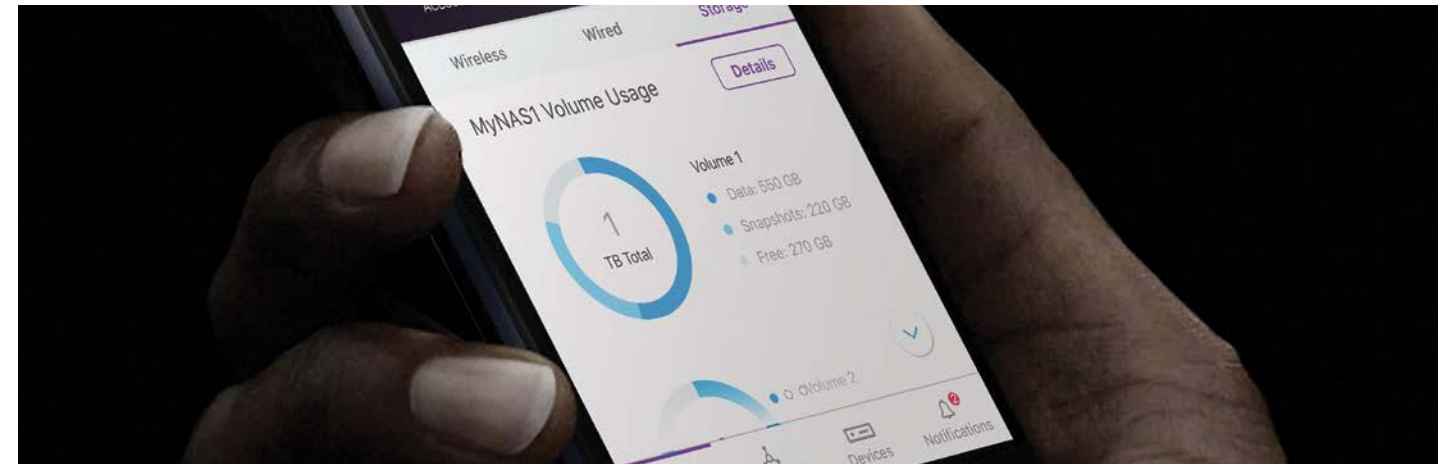 Wireless Wired Storage
Details
MyNAS1 Volume Usage
1
TB Total
Volume 1
Data: 550 GB
Snapshots: 220 GB
Free: 270 GB
Volume 2
Devices
Notifications
2